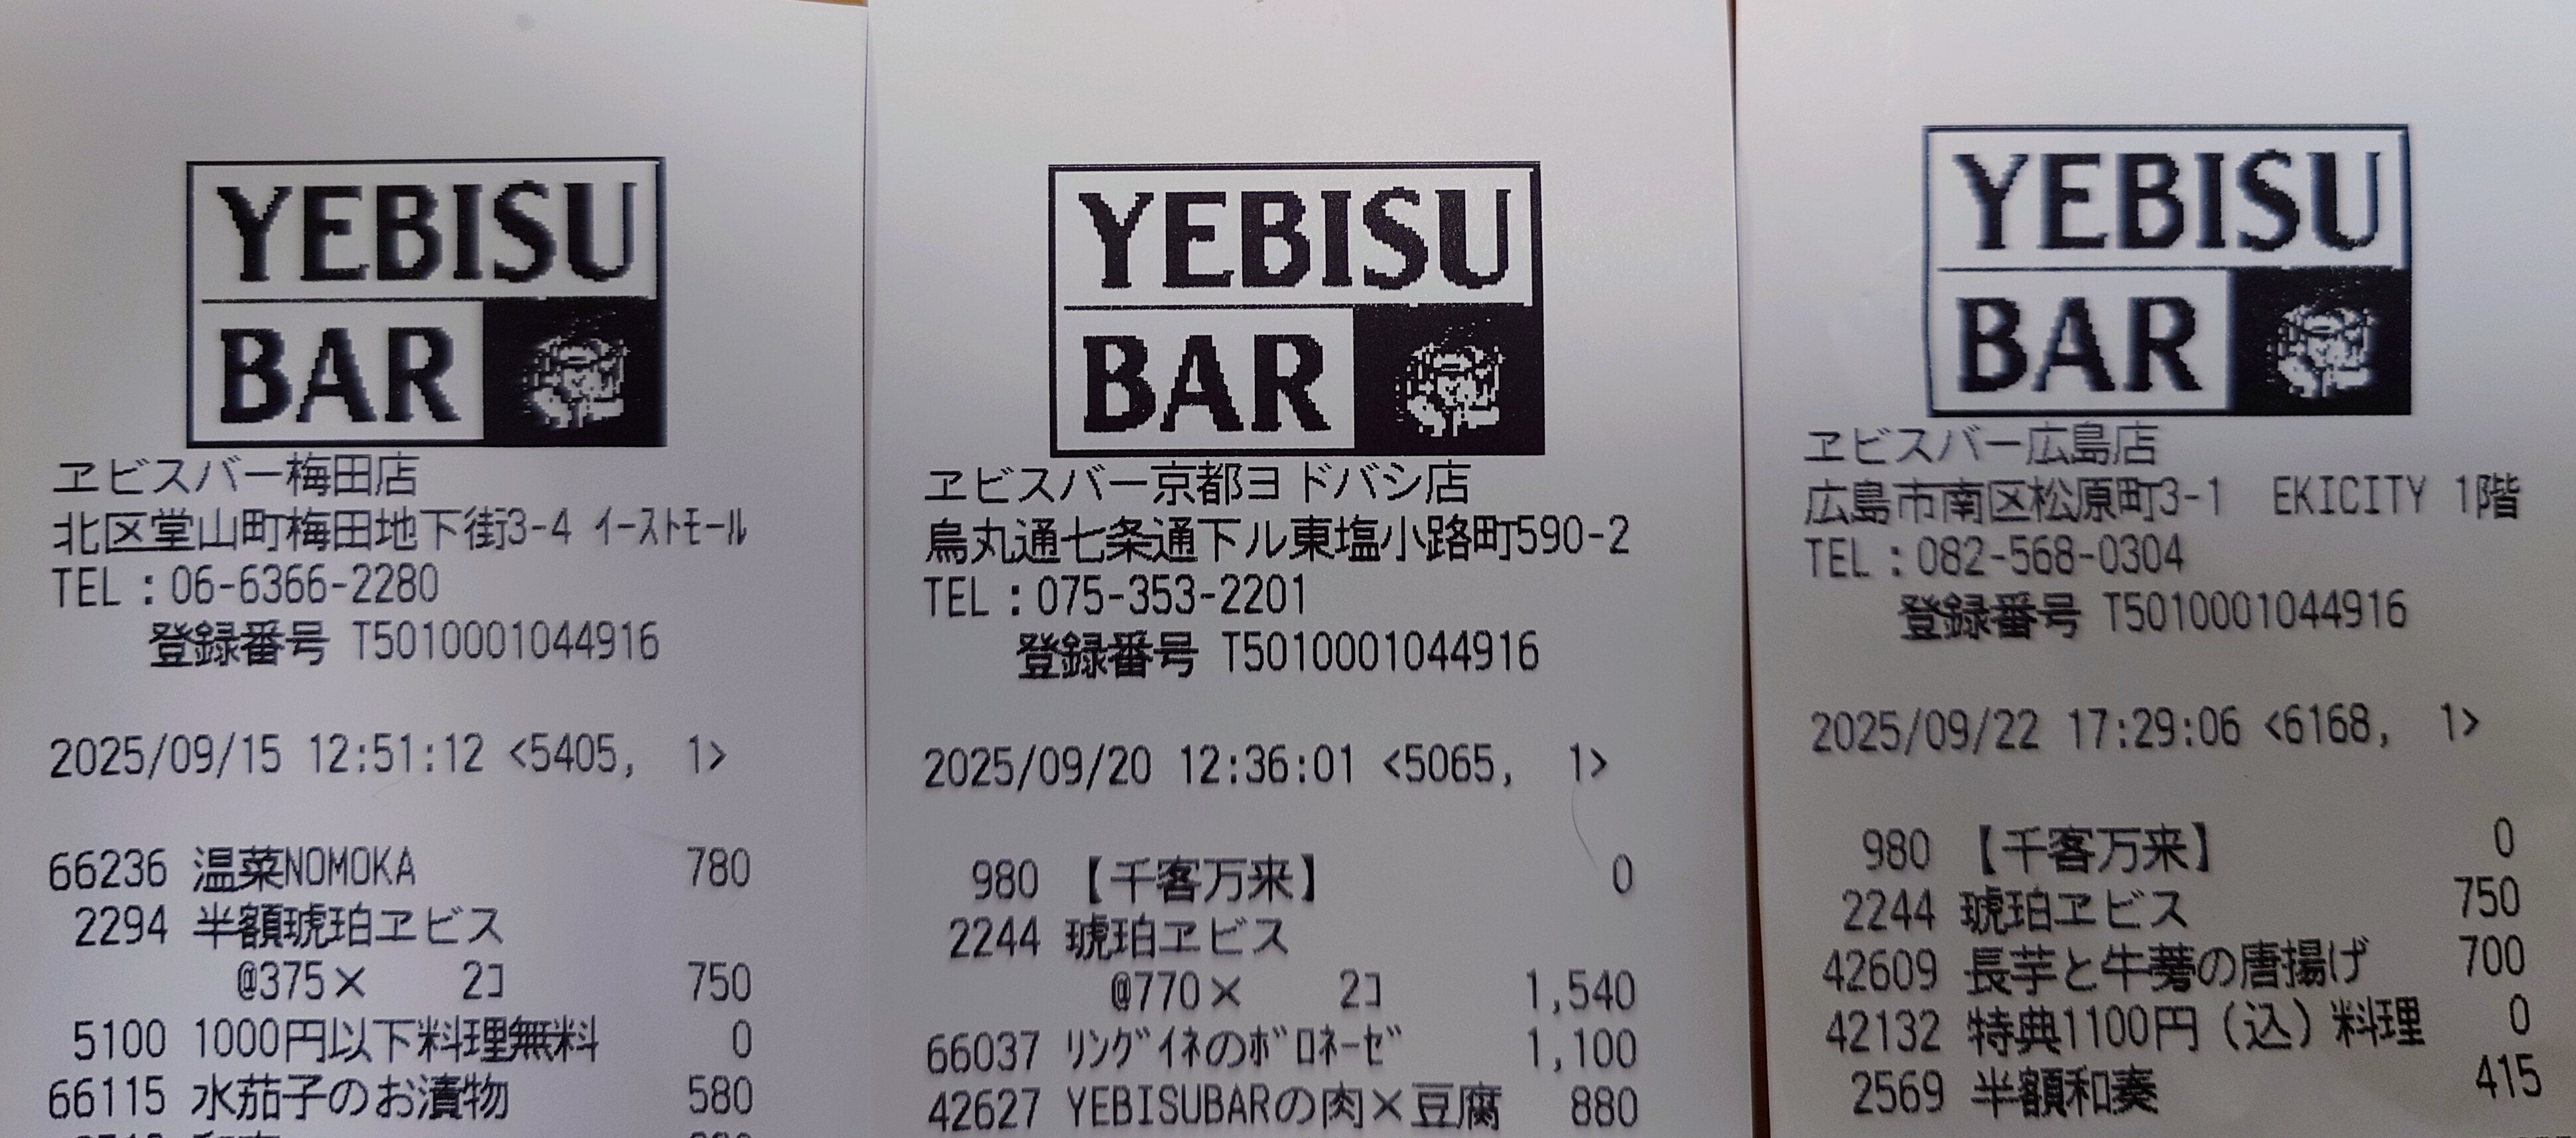 YEBISU
BAR
ヱビスバー梅田店
北区堂山町梅田地下街3-4 ｲｰｽﾄﾓｰﾙ
TEL：06-6366-2280
登録番号 T5010001044916
2025/09/15 12:51:12 <5405, 1>
66236 温菜NOMOKA 780
2294 半額琥珀ヱビス
@375× 2ｺ 750
5100 1000円以下料理無料 0
66115 水茄子のお漬物 580
YEBISU
BAR
ヱビスバー京都ヨドバシ店
烏丸通七条通下ル東塩小路町590-2
TEL：075-353-2201
登録番号 T5010001044916
2025/09/20 12:36:01 <5065, 1>
980 【千客万来】 0
2244 琥珀ヱビス
@770× 2ｺ 1,540
66037 ﾘﾝｸﾞｲﾈのﾎﾞﾛﾈｰｾﾞ 1,100
42627 YEBISUBARの肉×豆腐 880
YEBISU
BAR
ヱビスバー広島店
広島市南区松原町3-1 EKICITY 1階
TEL：082-568-0304
登録番号 T5010001044916
2025/09/22 17:29:06 <6168, 1>
980 【千客万来】 0
2244 琥珀ヱビス 750
42609 長芋と牛蒡の唐揚げ 700
42132 特典1100円（込）料理 0
2569 半額和奏 415